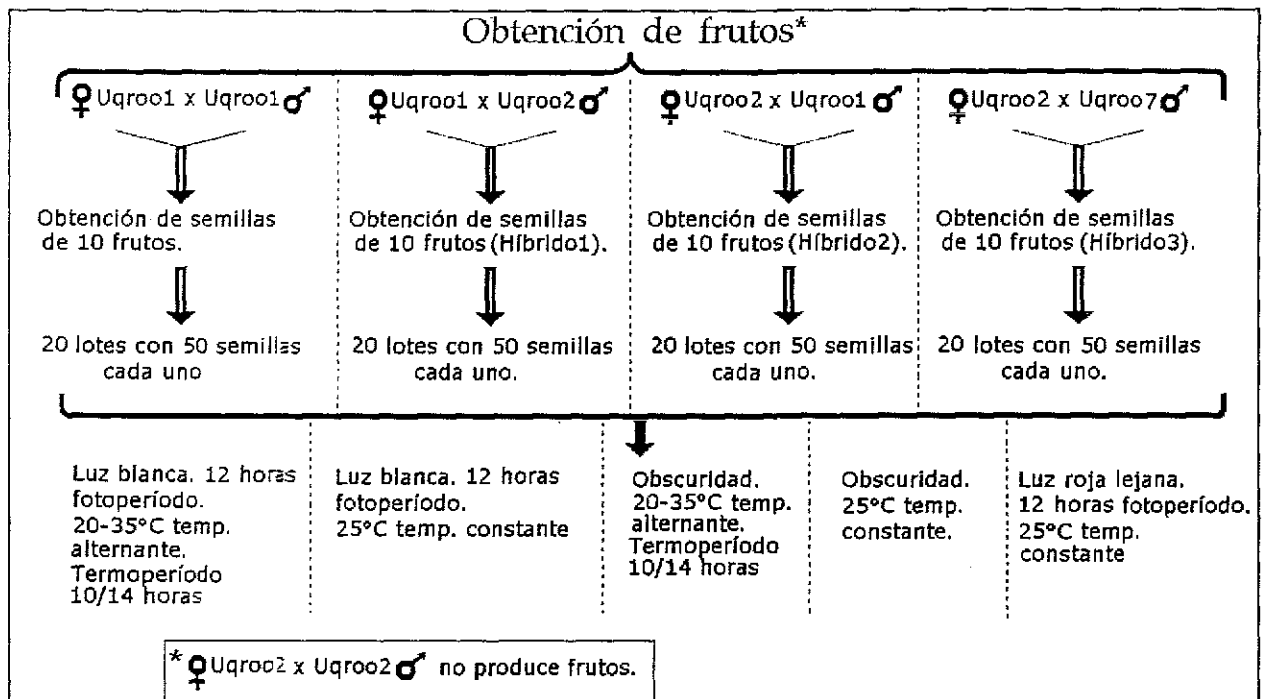 Obtención de frutos*
♀Uqroo1 x Uqroo1♂
♀Uqroo1 x Uqroo2♂
♀Uqroo2 x Uqroo1♂
♀Uqroo2 x Uqroo7♂
Obtención de semillas
de 10 frutos.
Obtención de semillas
de 10 frutos (Híbrido1).
Obtención de semillas
de 10 frutos (Híbrido2).
Obtención de semillas
de 10 frutos (Híbrido3).
20 lotes con 50 semillas
cada uno
20 lotes con 50 semillas
cada uno.
20 lotes con 50 semillas
cada uno.
20 lotes con 50 semillas
cada uno.
Luz blanca. 12 horas
fotoperíodo.
20-35°C temp.
alternante.
Termoperíodo
10/14 horas
Luz blanca. 12 horas
fotoperíodo.
25°C temp. constante
Obscuridad.
20-35°C temp.
alternante.
Termoperíodo
10/14 horas
Obscuridad.
25°C temp.
constante.
Luz roja lejana.
12 horas fotoperíodo.
25°C temp.
constante
*♀Uqroo2 x Uqroo2♂ no produce frutos.